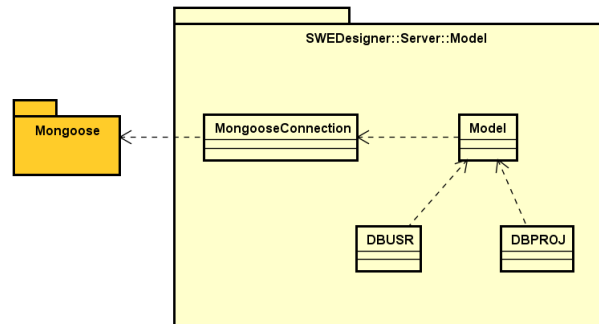 SWEDesigner::Server::Model
Mongoose
MongooseConnection
Model
DBUSR
DBPROJ